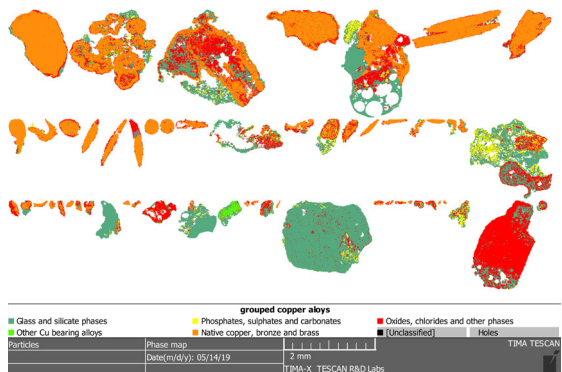 grouped copper aloys
Glass and silicate phases
Phosphates, sulphates and carbonates
Oxides, chlorides and other phases
Other Cu bearing alloys
Native copper, bronze and brass
[Unclassified]
Holes
Particles
Phase map
TIMA TESCAN
Date(m/d/y): 05/14/19
2 mm
TIMA-X TESCAN R&D Labs